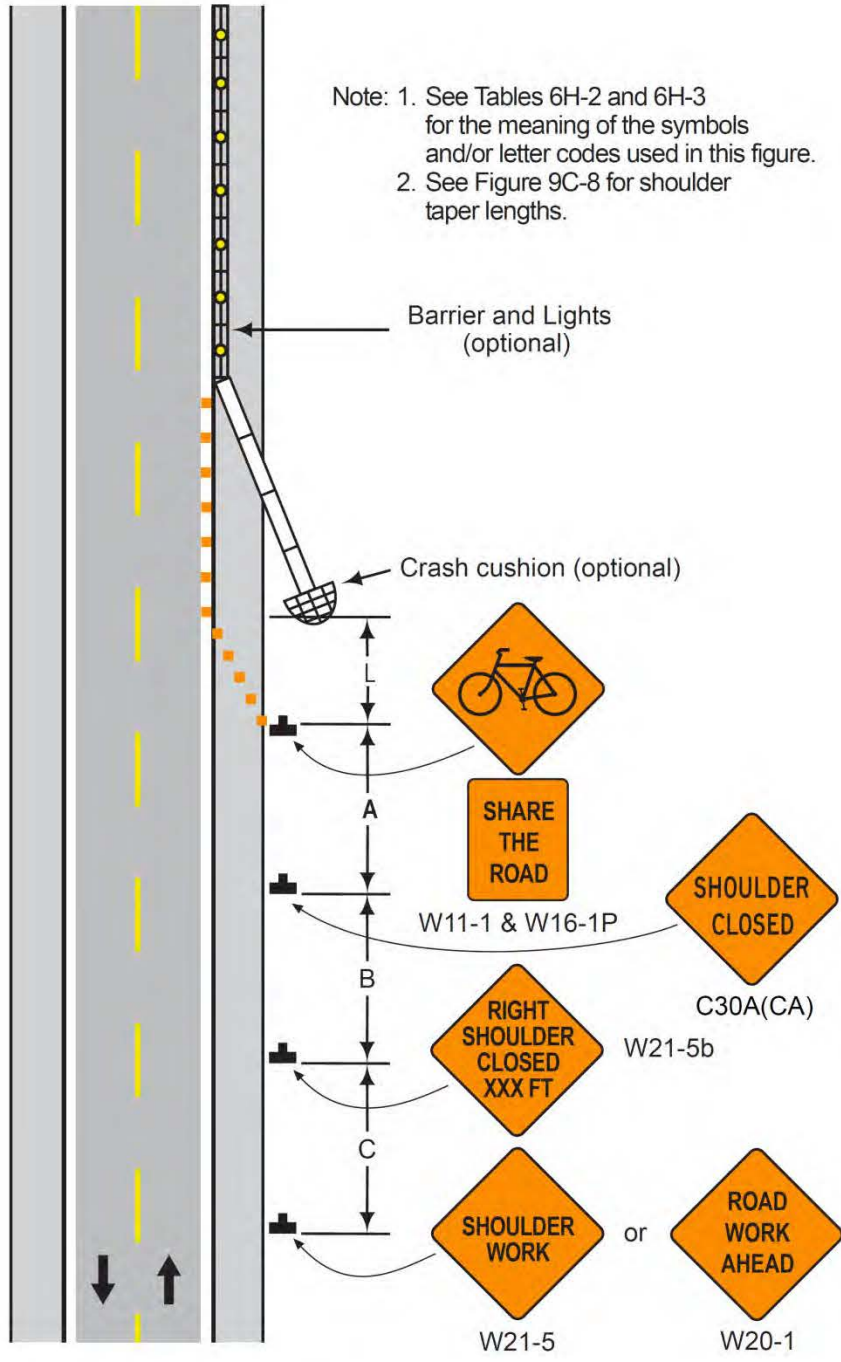 Note: 1. See Tables 6H-2 and 6H-3
for the meaning of the symbols
and/or letter codes used in this figure.
2. See Figure 9C-8 for shoulder
taper lengths.
Barrier and Lights
(optional)
Crash cushion (optional)
L
A
SHARE
THE
ROAD
W11-1 & W16-1P
SHOULDER
CLOSED
C30A(CA)
B
RIGHT
SHOULDER
CLOSED
XXX FT
W21-5b
C
SHOULDER
WORK
W21-5
or
ROAD
WORK
AHEAD
W20-1